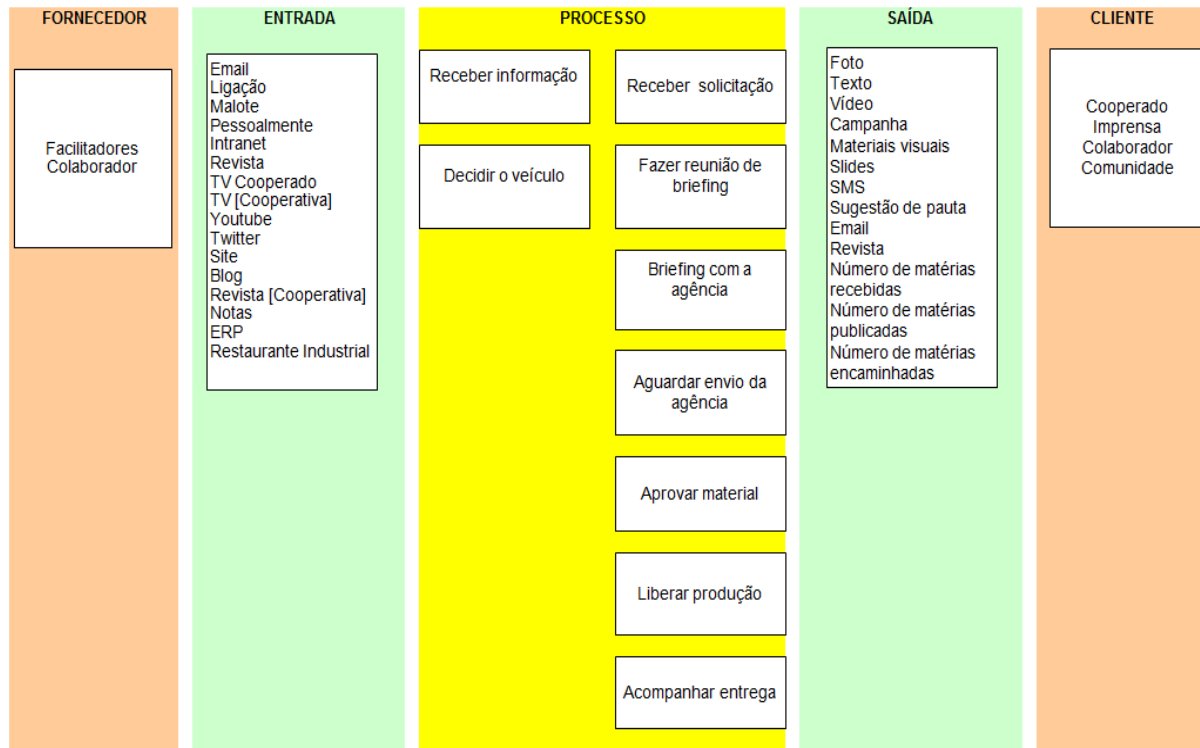 FORNECEDOR
Facilitadores
Colaborador
ENTRADA
Email
Ligação
Malote
Pessoalmente
Intranet
Revista
TV Cooperado
TV [Cooperativa]
Youtube
Twitter
Site
Blog
Revista [Cooperativa]
Notas
ERP
Restaurante Industrial
PROCESSO
Receber informação
Decidir o veículo
Receber solicitação
Fazer reunião de
briefing
Briefing com a
agência
Aguardar envio da
agência
Aprovar material
Liberar produção
Acompanhar entrega
SAÍDA
Foto
Texto
Vídeo
Campanha
Materiais visuais
Slides
SMS
Sugestão de pauta
Email
Revista
Número de matérias
recebidas
Número de matérias
publicadas
Número de matérias
encaminhadas
CLIENTE
Cooperado
Imprensa
Colaborador
Comunidade